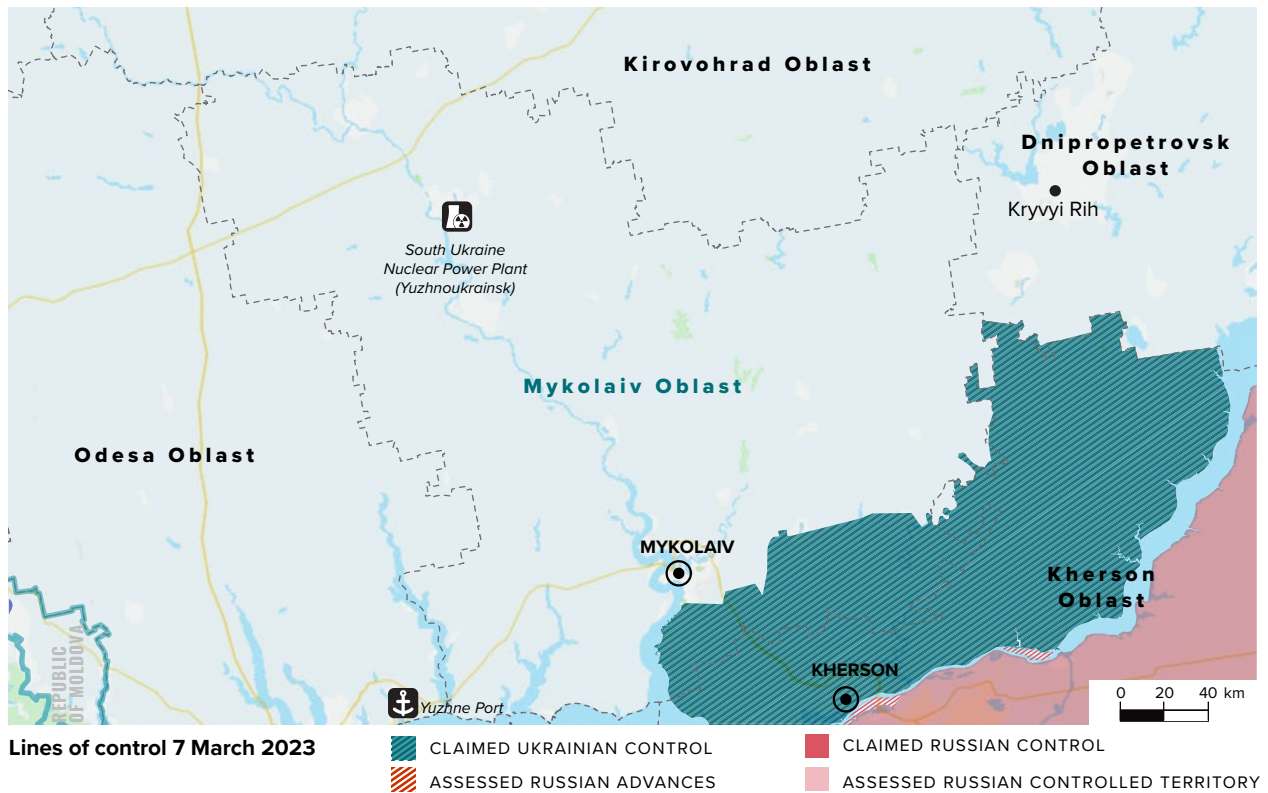 Kirovohrad Oblast
Dnipropetrovsk
Oblast
Kryvyi Rih
South Ukraine
Nuclear Power Plant
(Yuzhnoukrainsk)
Mykolaiv Oblast
Odesa Oblast
MYKOLAIV
Kherson
Oblast
REPUBLIC
OF MOLDOVA
KHERSON
Yuzhne Port
0 20 40 km
Lines of control 7 March 2023
CLAIMED UKRAINIAN CONTROL
CLAIMED RUSSIAN CONTROL
ASSESSED RUSSIAN ADVANCES
ASSESSED RUSSIAN CONTROLLED TERRITORY